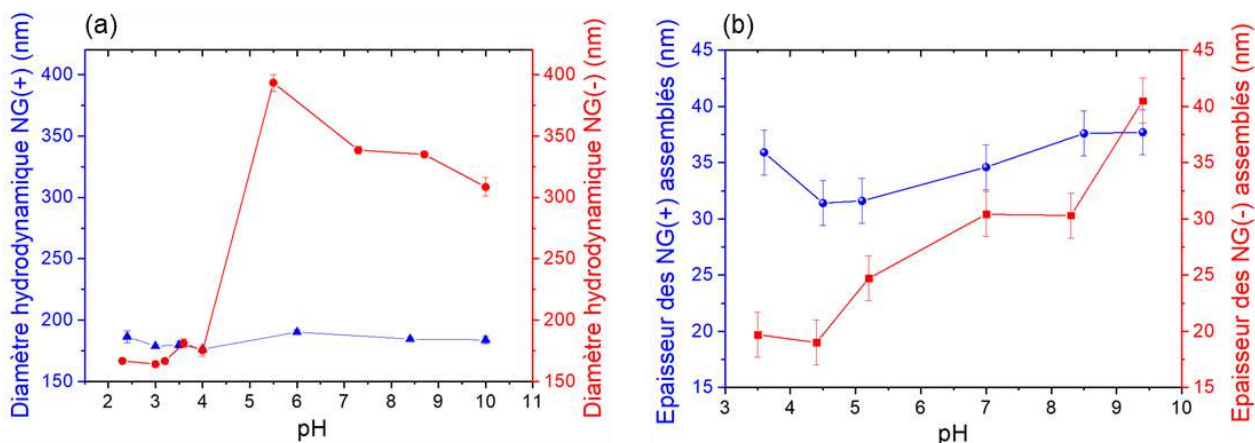 (a)
Diamètre hydrodynamique NG(+) (nm)
400
350
300
250
200
150
2 3 4 5 6 7 8 9 10 11
pH
400
350
300
250
200
150
Diamètre hydrodynamique NG(-) (nm)
(b)
Epaisseur des NG(+) assemblés (nm)
45
40
35
30
25
20
15
3 4 5 6 7 8 9 10
pH
45
40
35
30
25
20
15
Epaisseur des NG(-) assemblés (nm)